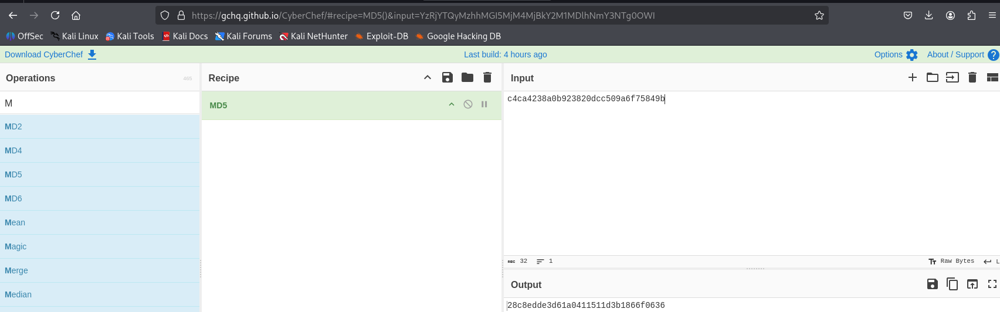 https://gchq.github.io/CyberChef/#recipe=MD5()&input=YzRjYTQyMzhhMGI5MjM4MjBkY2M1MDlhNmY3NTg0OWI
OffSec Kali Linux Kali Tools Kali Docs Kali Forums Kali NetHunter Exploit-DB Google Hacking DB
Download CyberChef Last build: 4 hours ago Options About / Support
Operations 465 Recipe Input
M
c4ca4238a0b923820dcc509a6f75849b
MD5
MD2
MD4
MD5
MD6
Mean
Magic
Merge
Median
ABC 32 1 Raw Bytes L
Output
28c8edde3d61a0411511d3b1866f0636